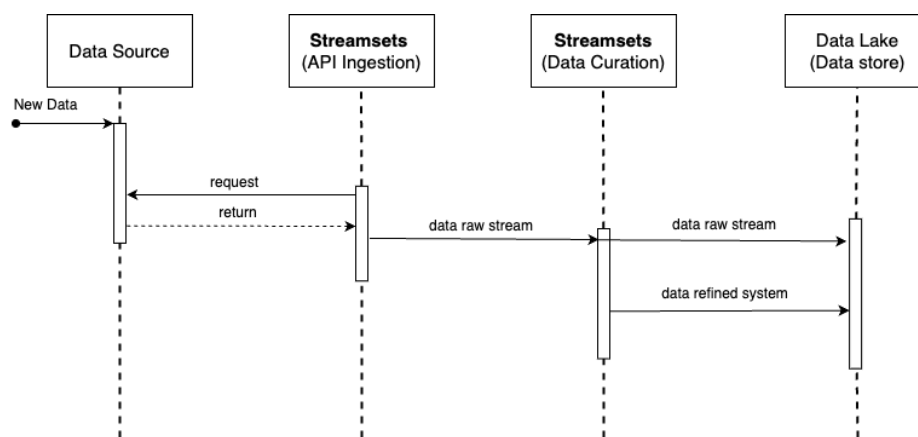 Data Source
Streamsets
(API Ingestion)
Streamsets
(Data Curation)
Data Lake
(Data store)
New Data
request
return
data raw stream
data raw stream
data refined system